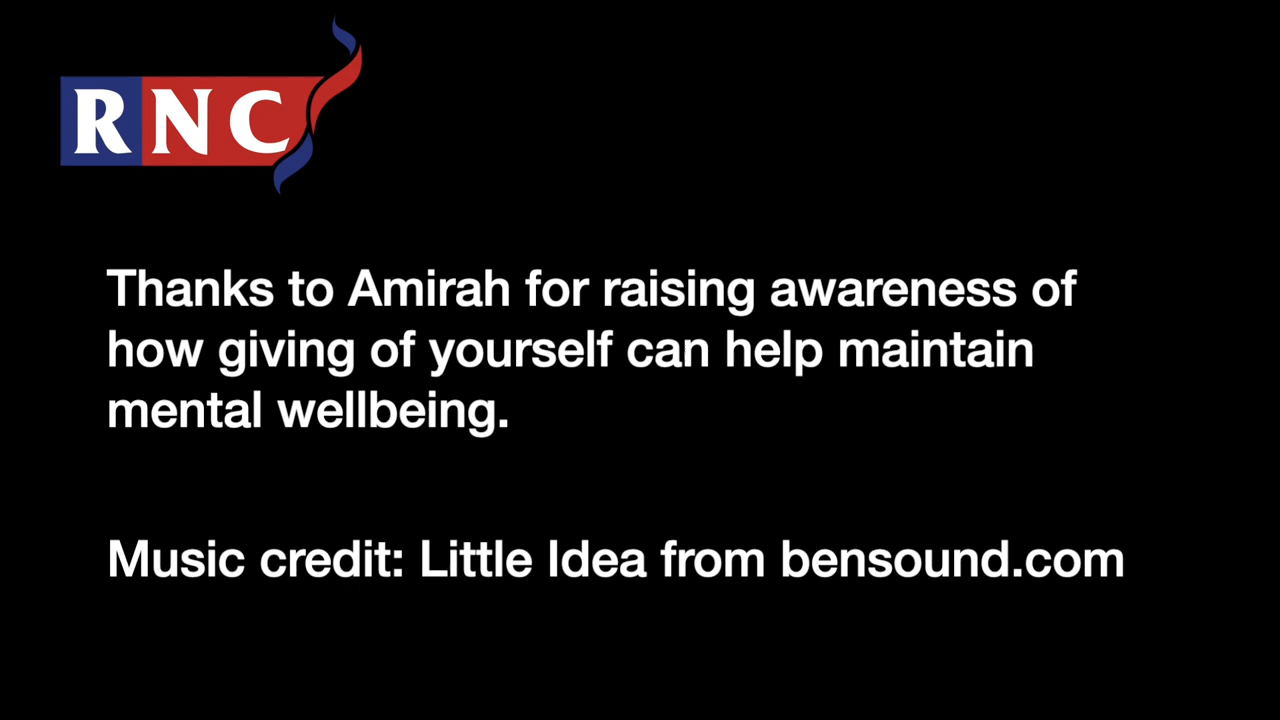 RNC
Thanks to Amirah for raising awareness of
how giving of yourself can help maintain
mental wellbeing.
Music credit: Little Idea from bensound.com